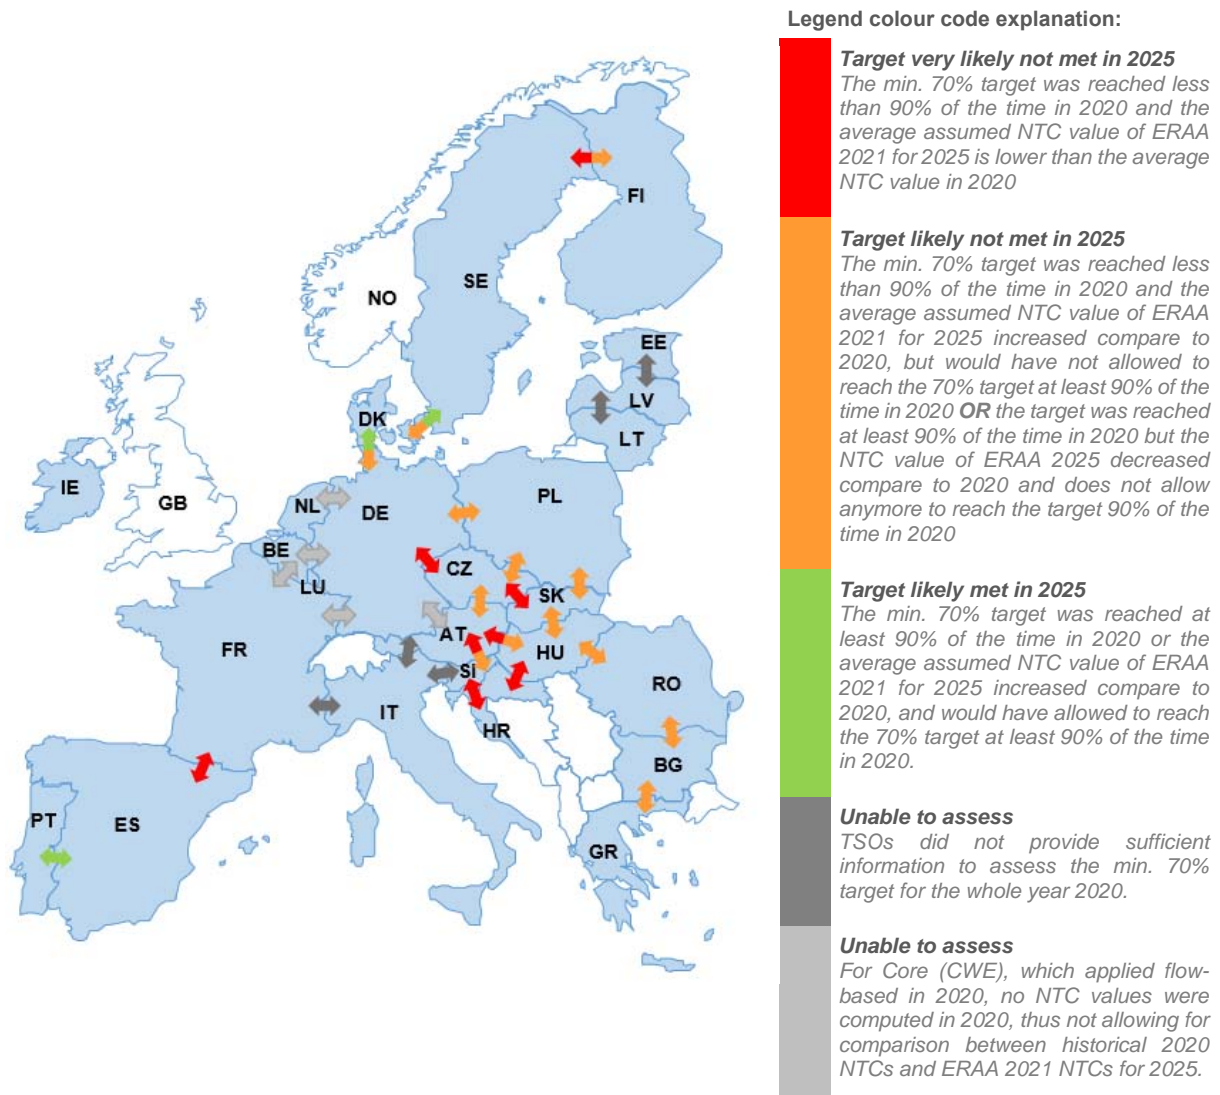 Legend colour code explanation:
Target very likely not met in 2025
The min. 70% target was reached less
than 90% of the time in 2020 and the
average assumed NTC value of ERAA
2021 for 2025 is lower than the average
NTC value in 2020
Target likely not met in 2025
The min. 70% target was reached less
than 90% of the time in 2020 and the
average assumed NTC value of ERAA
2021 for 2025 increased compare to
2020, but would have not allowed to
reach the 70% target at least 90% of the
time in 2020 OR the target was reached
at least 90% of the time in 2020 but the
NTC value of ERAA 2025 decreased
compare to 2020 and does not allow
anymore to reach the target 90% of the
time in 2020
Target likely met in 2025
The min. 70% target was reached at
least 90% of the time in 2020 or the
average assumed NTC value of ERAA
2021 for 2025 increased compare to
2020, and would have allowed to reach
the 70% target at least 90% of the time
in 2020.
Unable to assess
TSOs did not provide sufficient
information to assess the min. 70%
target for the whole year 2020.
Unable to assess
For Core (CWE), which applied flow-
based in 2020, no NTC values were
computed in 2020, thus not allowing for
comparison between historical 2020
NTCs and ERAA 2021 NTCs for 2025.
FI
SE
NO
EE
LV
DK
LT
IE
GB
NL
DE
PL
BE
CZ
LU
SK
AT
FR
HU
SI
RO
IT
HR
BG
PT
ES
GR